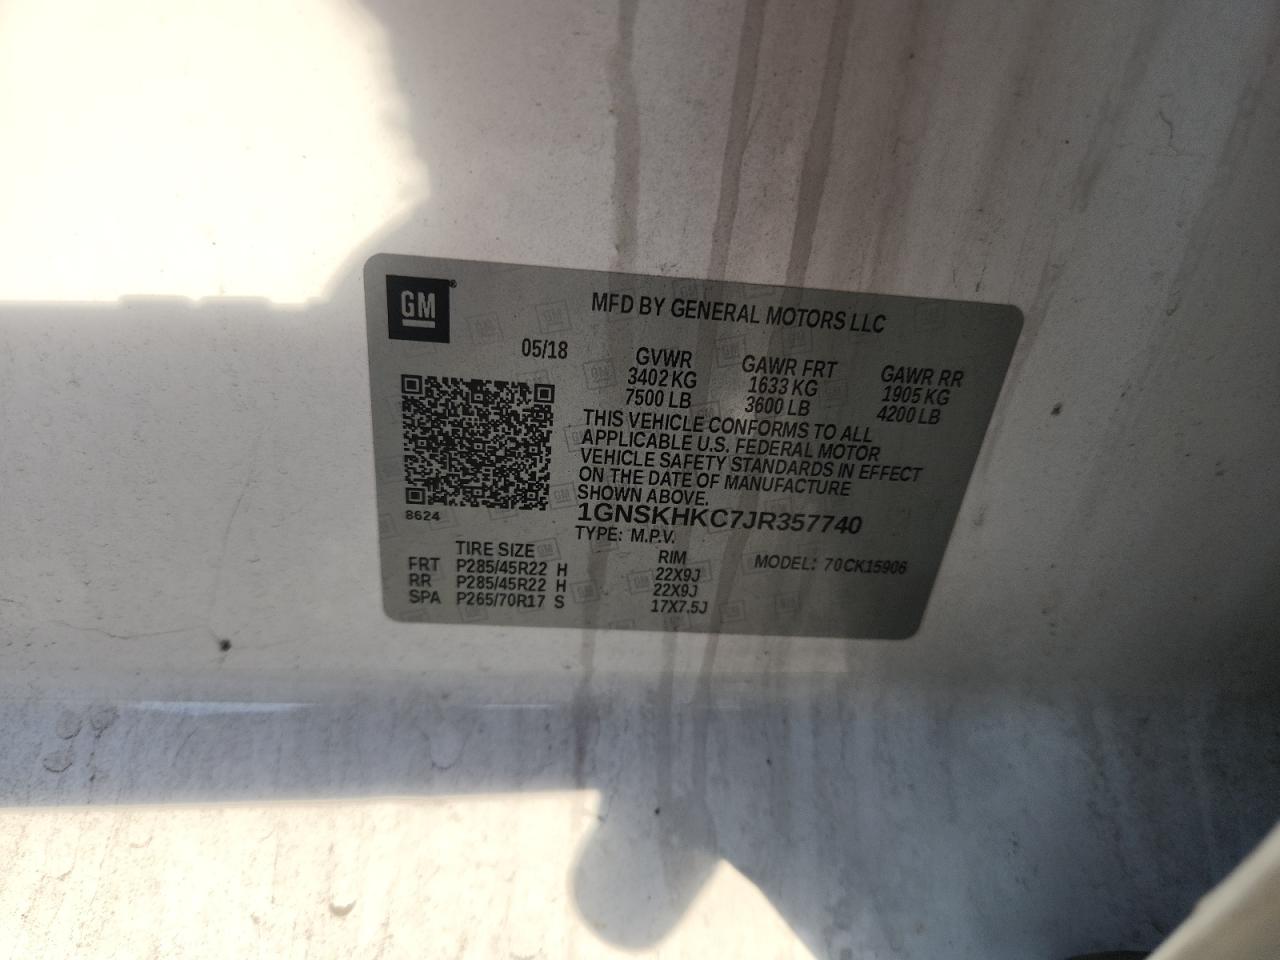 GM®
MFD BY GENERAL MOTORS LLC
05/18
GVWR GAWR FRT GAWR RR
3402 KG 1633 KG 1905 KG
7500 LB 3600 LB 4200 LB
THIS VEHICLE CONFORMS TO ALL
APPLICABLE U.S. FEDERAL MOTOR
VEHICLE SAFETY STANDARDS IN EFFECT
ON THE DATE OF MANUFACTURE
SHOWN ABOVE.
8624
1GNSKHKC7JR357740
TYPE: M.P.V.
MODEL: 70CK15906
TIRE SIZE RIM
FRT P285/45R22 H 22X9J
RR P285/45R22 H 22X9J
SPA P265/70R17 S 17X7.5J